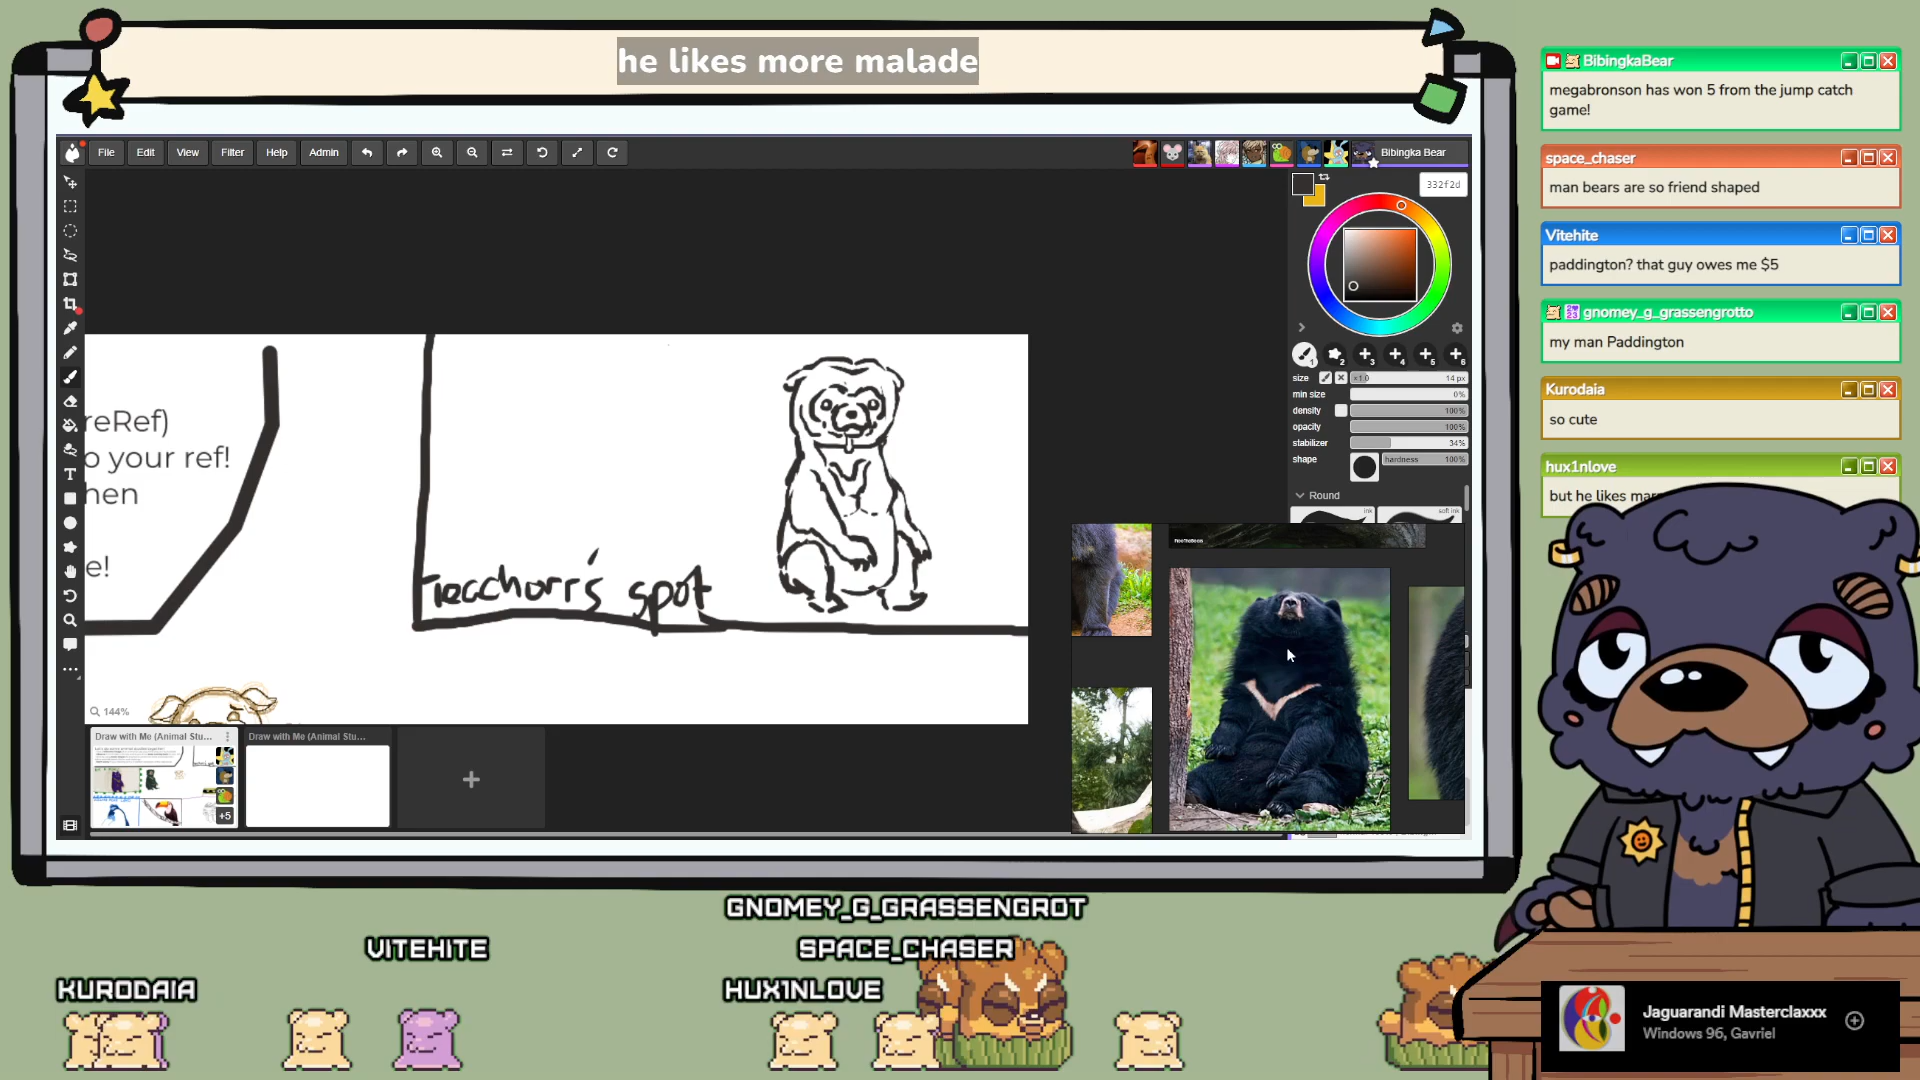 he likes more malade
File
Edit
View
Filter
Help
Admin
Bibingka Bear
332f2d
size
14 px
min size
0%
density
100%
opacity
100%
stabilizer
34%
shape
hardness 100%
Round
ink
soft ink
reRef)
o your ref!
hen
e!
spot
144%
Draw with Me (Animal Stu...
Draw with Me (Animal Stu...
+5
BibingkaBear
megabronson has won 5 from the jump catch
game!
space_chaser
man bears are so friend shaped
Vitehite
paddington? that guy owes me $5
gnomey_g_grassengrotto
my man Paddington
Kurodaia
so cute
hux1nlove
but he likes
GNOMEY_G_GRASSENGROT
VITEHITE
SPACE_CHASER
KURODAIA
HUX1NLOVE
Jaguarandi Masterclaxxx
Windows 96, Gavriel